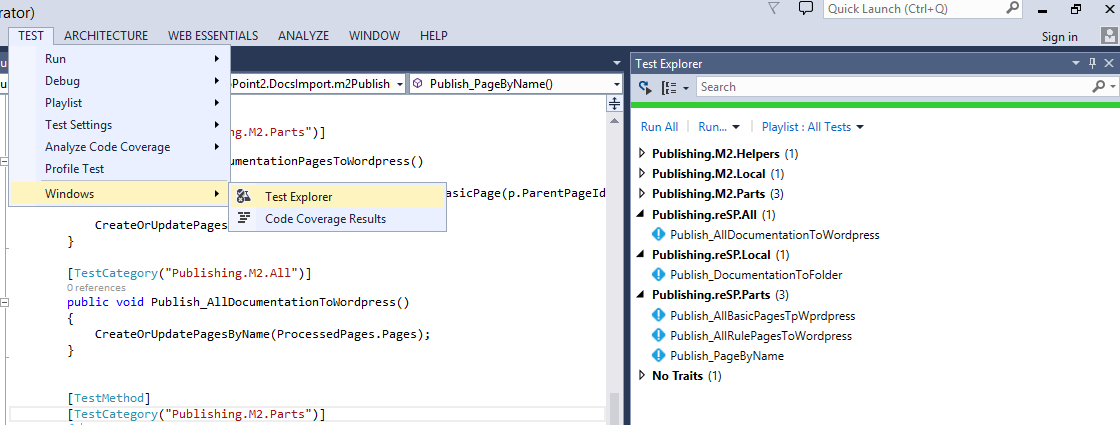 rator)
Quick Launch (Ctrl+Q)
TEST ARCHITECTURE WEB ESSENTIALS ANALYZE WINDOW HELP
Sign in
Run
Debug
Playlist
Test Settings
Analyze Code Coverage
Profile Test
Windows
Test Explorer
Code Coverage Results
Point2.DocsImport.m2Publish
Publish_PageByName()
ng.M2.Parts")]
umentationPagesToWordpress()
asicPage(p.ParentPageId
CreateOrUpdatePages
}
[TestCategory("Publishing.M2.All")]
0 references
public void Publish_AllDocumentationToWordpress()
{
CreateOrUpdatePagesByName(ProcessedPages.Pages);
}
[TestMethod]
[TestCategory("Publishing.M2.Parts")]
Test Explorer
Search
Run All Run... Playlist : All Tests
Publishing.M2.Helpers (1)
Publishing.M2.Local (1)
Publishing.M2.Parts (3)
Publishing.reSP.All (1)
Publish_AllDocumentationToWordpress
Publishing.reSP.Local (1)
Publish_DocumentationToFolder
Publishing.reSP.Parts (3)
Publish_AllBasicPagesTpWprdpress
Publish_AllRulePagesToWordpress
Publish_PageByName
No Traits (1)